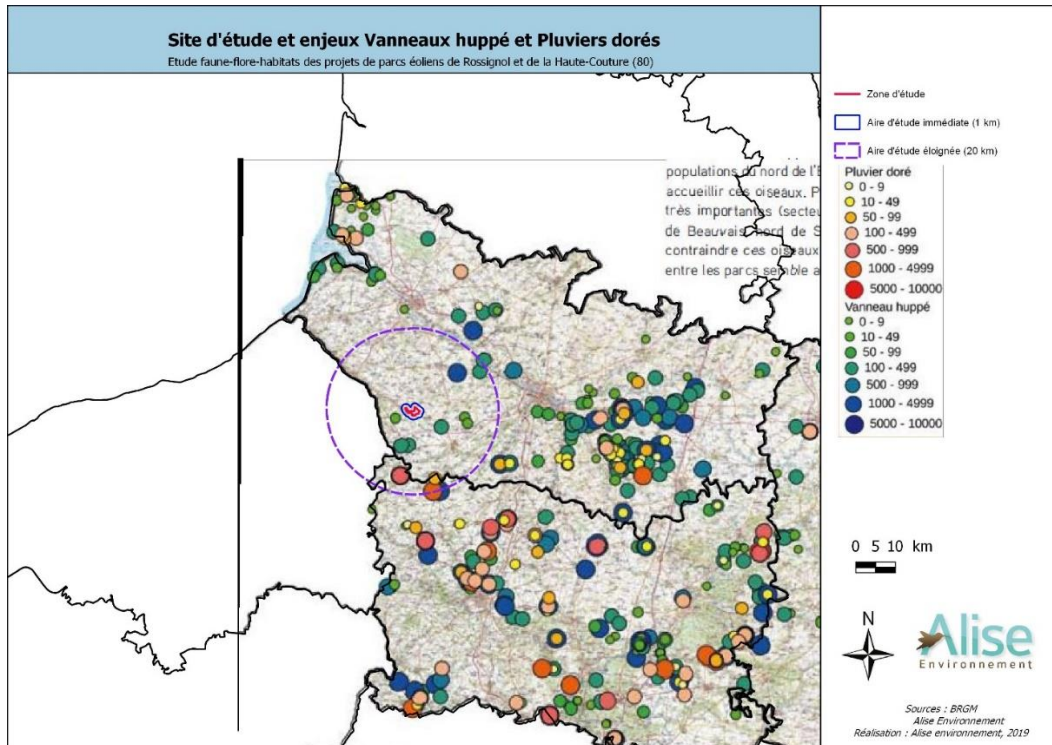 Site d'étude et enjeux Vanneaux huppé et Pluviers dorés
Etude faune-flore-habitats des projets de parcs éoliens de Rossignol et de la Haute-Couture (80)
Zone d'étude
Aire d'étude immédiate (1 km)
Aire d'étude éloignée (20 km)
populations du nord de l'E
accueillir ces oiseaux. P
très importantes (secteu
de Beauvais, nord de S
contraindre ces oiseaux
entre les parcs semble a
Pluvier doré
0 - 9
10 - 49
50 - 99
100 - 499
500 - 999
1000 - 4999
5000 - 10000
Vanneau huppé
0 - 9
10 - 49
50 - 99
100 - 499
500 - 999
1000 - 4999
5000 - 10000
0 5 10 km
N
Alise
Environnement
Sources : BRGM
Alise Environnement
Réalisation : Alise environnement, 2019